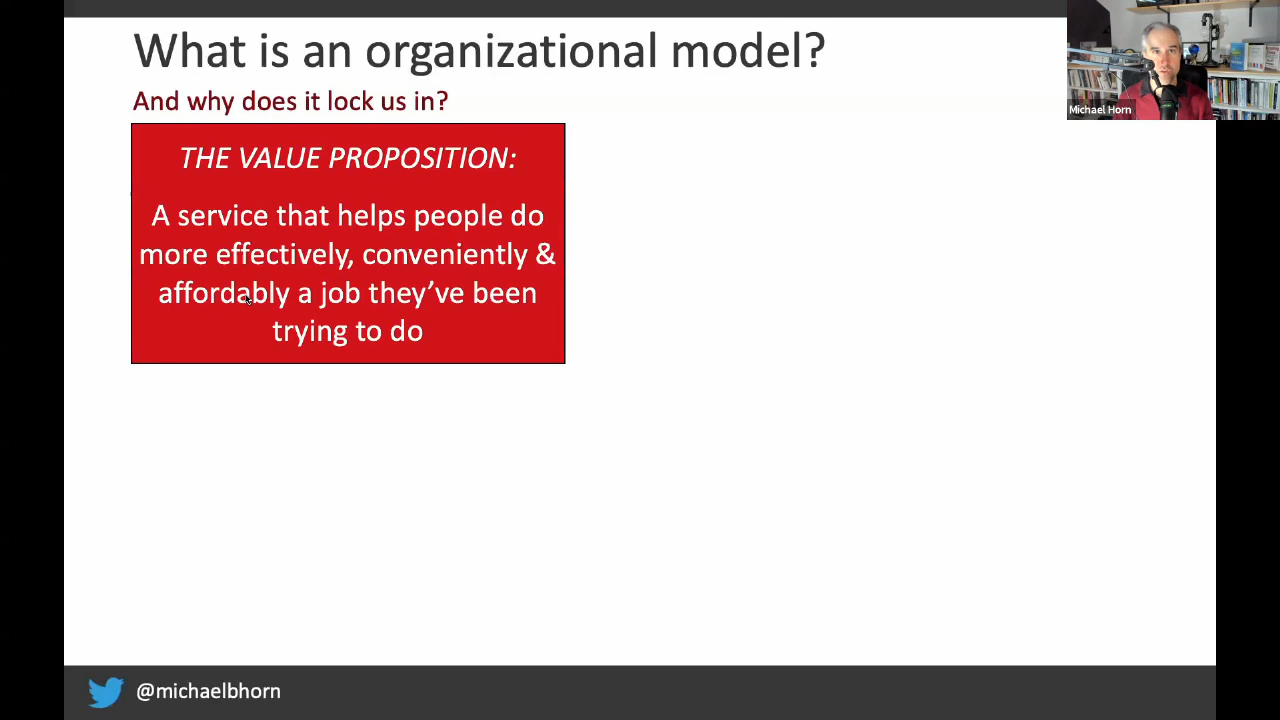 What is an organizational model?
And why does it lock us in?
THE VALUE PROPOSITION:
A service that helps people do
more effectively, conveniently &
affordably a job they’ve been
trying to do
Michael Horn
@michaelbhorn